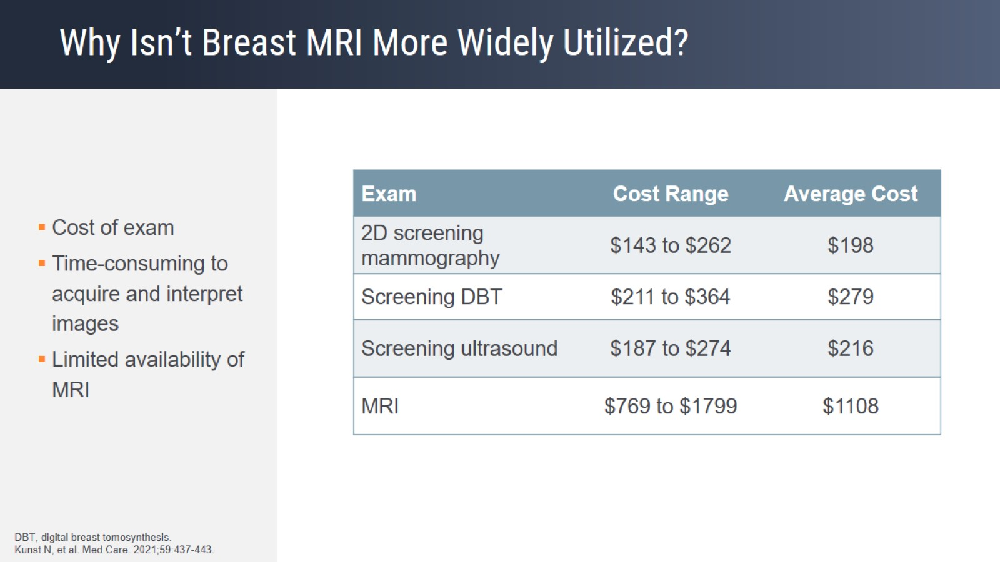 Why Isn’t Breast MRI More Widely Utilized?
▪ Cost of exam
▪ Time-consuming to
acquire and interpret
images
▪ Limited availability of
MRI
Exam Cost Range Average Cost
2D screening
mammography $143 to $262 $198
Screening DBT $211 to $364 $279
Screening ultrasound $187 to $274 $216
MRI $769 to $1799 $1108
DBT, digital breast tomosynthesis.
Kunst N, et al. Med Care. 2021;59:437-443.